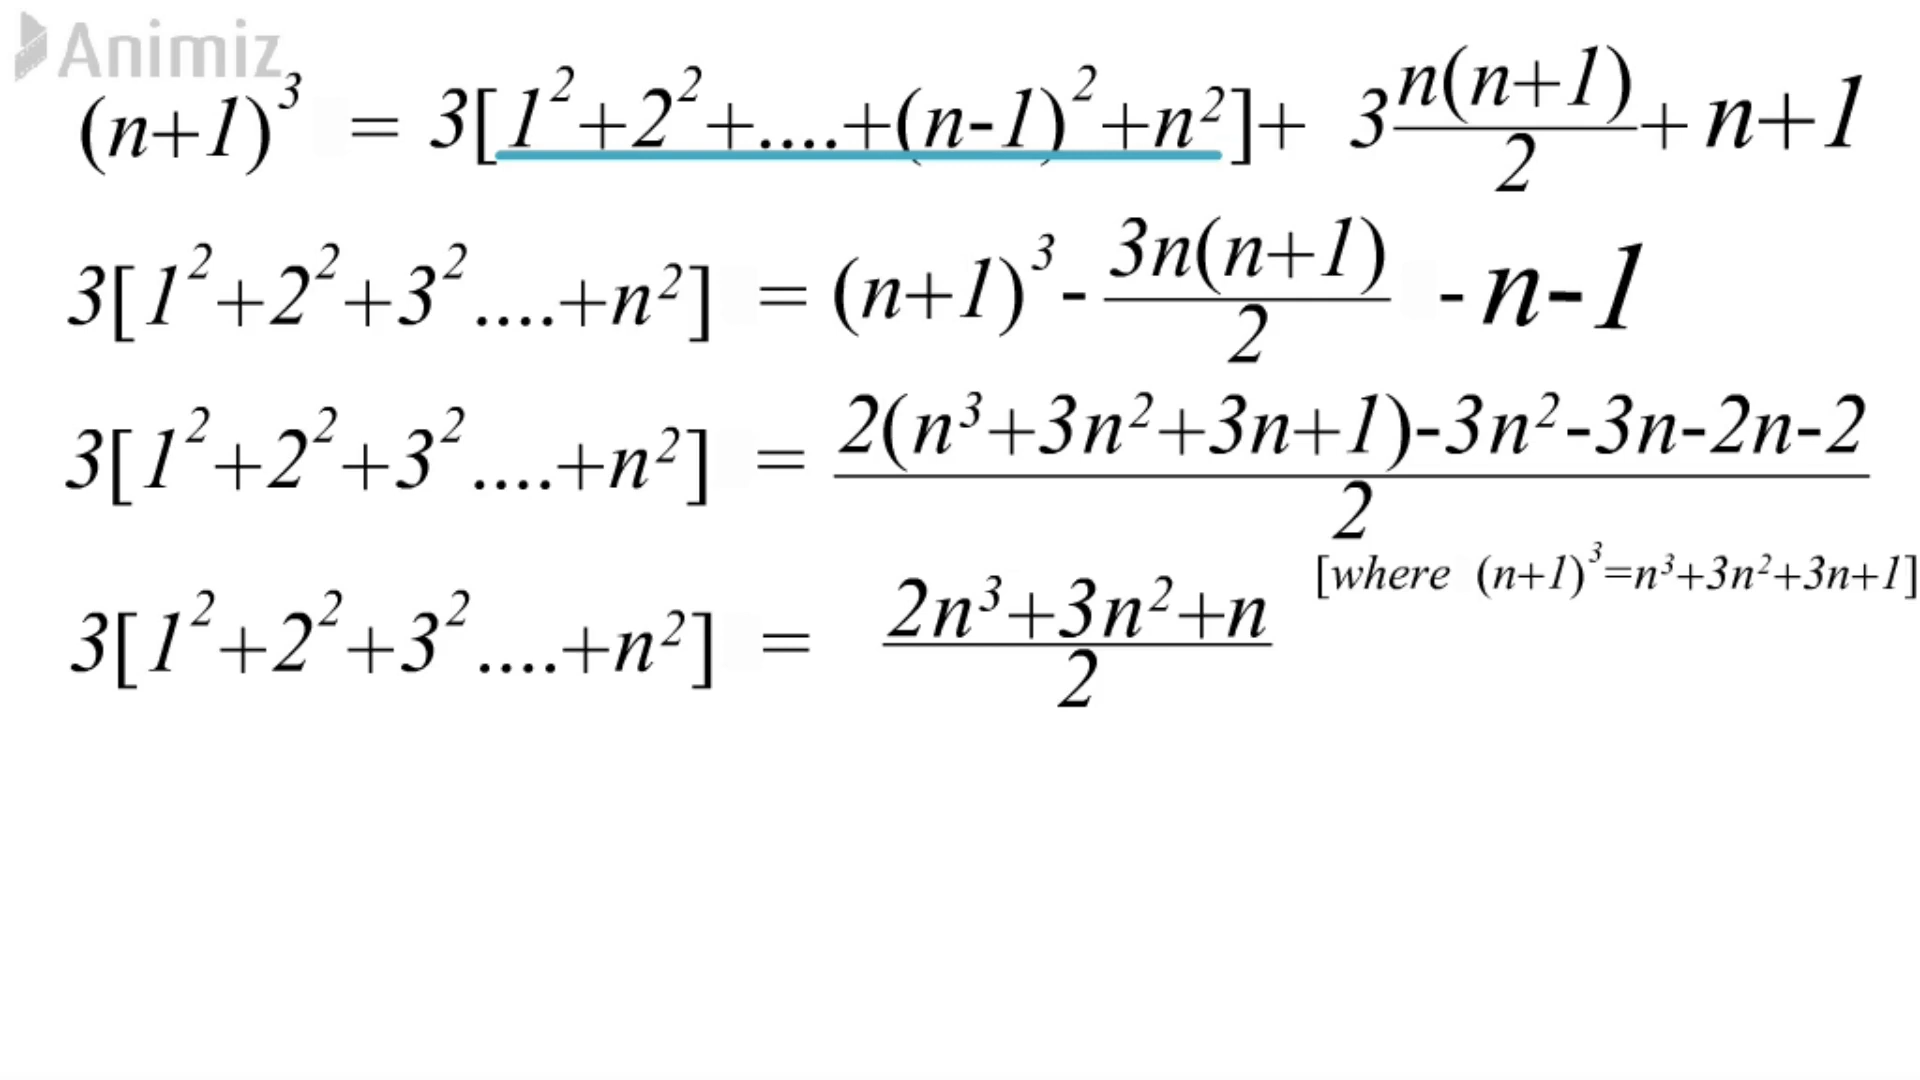 Animiz
(n+1)³ = 3[1²+2²+....+(n-1)²+n²]+ 3 n(n+1)/2 + n+1
3[1²+2²+3²....+n²] = (n+1)³ - 3n(n+1)/2 - n-1
3[1²+2²+3²....+n²] = 2(n³+3n²+3n+1)-3n²-3n-2n-2/2
[where (n+1)³=n³+3n²+3n+1]
3[1²+2²+3²....+n²] = 2n³+3n²+n/2